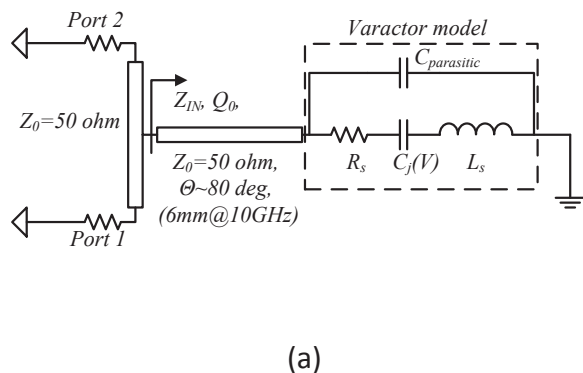 Port 2
Varactor model
C_parasitic
Z_IN, Q_0,
Z_0=50 ohm
Z_0=50 ohm,
Θ~80 deg,
(6mm@10GHz)
R_s
C_j(V)
L_s
Port 1
(a)